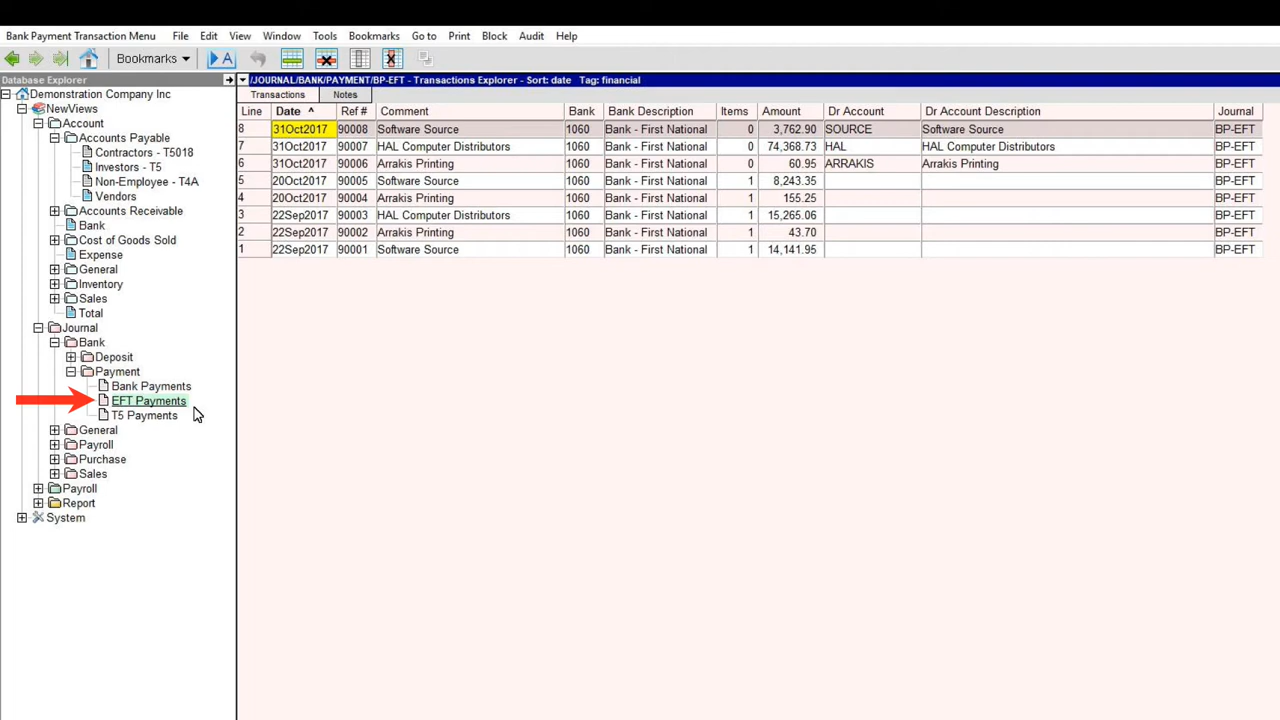 Bank Payment Transaction Menu File Edit View Window Tools Bookmarks Go to Print Block Audit Help
Bookmarks A
Database Explorer
Demonstration Company Inc
NewViews
Account
Accounts Payable
Contractors - T5018
Investors - T5
Non-Employee - T4A
Vendors
Accounts Receivable
Bank
Cost of Goods Sold
Expense
General
Inventory
Sales
Total
Journal
Bank
Deposit
Payment
Bank Payments
EFT Payments
T5 Payments
General
Payroll
Purchase
Sales
Payroll
Report
System
/JOURNAL/BANK/PAYMENT/BP-EFT - Transactions Explorer - Sort: date Tag: financial
Transactions Notes
Line Date ^ Ref # Comment Bank Bank Description Items Amount Dr Account Dr Account Description Journal
8 31Oct2017 90008 Software Source 1060 Bank - First National 0 3,762.90 SOURCE Software Source BP-EFT
7 31Oct2017 90007 HAL Computer Distributors 1060 Bank - First National 0 74,368.73 HAL HAL Computer Distributors BP-EFT
6 31Oct2017 90006 Arrakis Printing 1060 Bank - First National 0 60.95 ARRAKIS Arrakis Printing BP-EFT
5 20Oct2017 90005 Software Source 1060 Bank - First National 1 8,243.35 BP-EFT
4 20Oct2017 90004 Arrakis Printing 1060 Bank - First National 1 155.25 BP-EFT
3 22Sep2017 90003 HAL Computer Distributors 1060 Bank - First National 1 15,265.06 BP-EFT
2 22Sep2017 90002 Arrakis Printing 1060 Bank - First National 1 43.70 BP-EFT
1 22Sep2017 90001 Software Source 1060 Bank - First National 1 14,141.95 BP-EFT